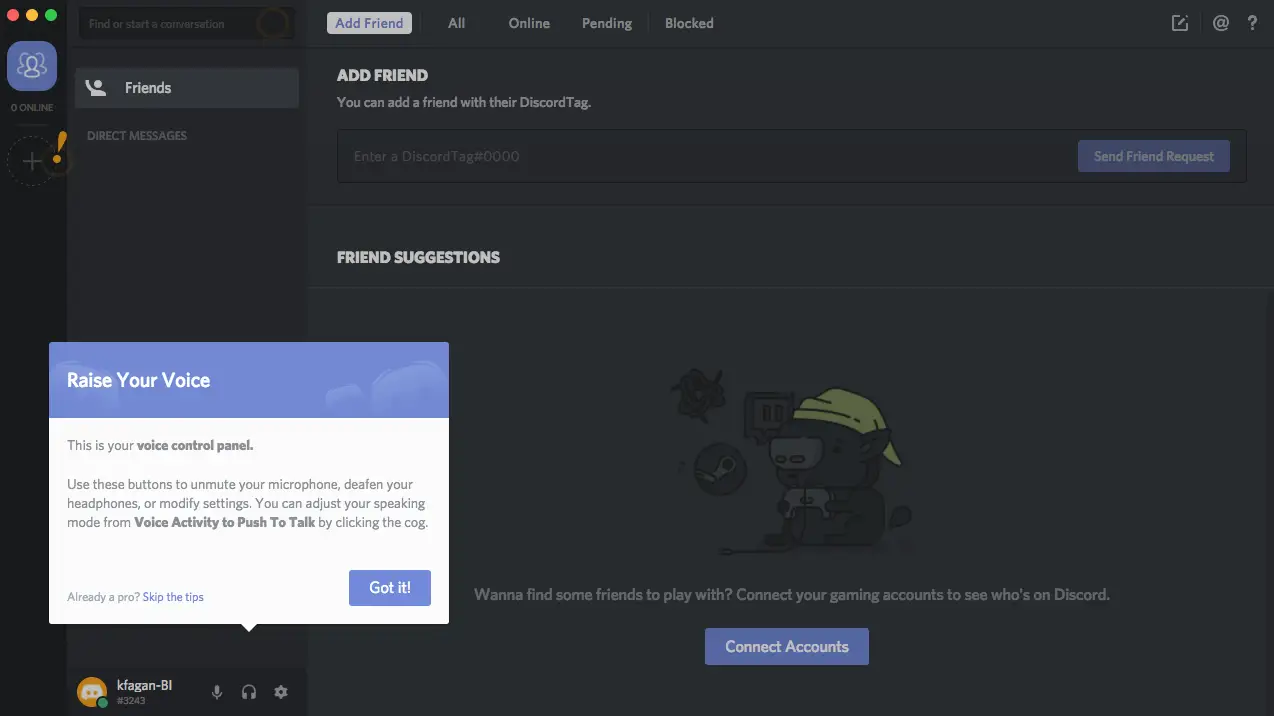 Find or start a conversation
Add Friend
All
Online
Pending
Blocked
@
?
0 ONLINE
Friends
DIRECT MESSAGES
ADD FRIEND
You can add a friend with their DiscordTag.
Enter a DiscordTag#0000
Send Friend Request
FRIEND SUGGESTIONS
Raise Your Voice
This is your voice control panel.
Use these buttons to unmute your microphone, deafen your
headphones, or modify settings. You can adjust your speaking
mode from Voice Activity to Push To Talk by clicking the cog.
Already a pro? Skip the tips
Got it!
Wanna find some friends to play with? Connect your gaming accounts to see who's on Discord.
Connect Accounts
kfagan-BI
#3243